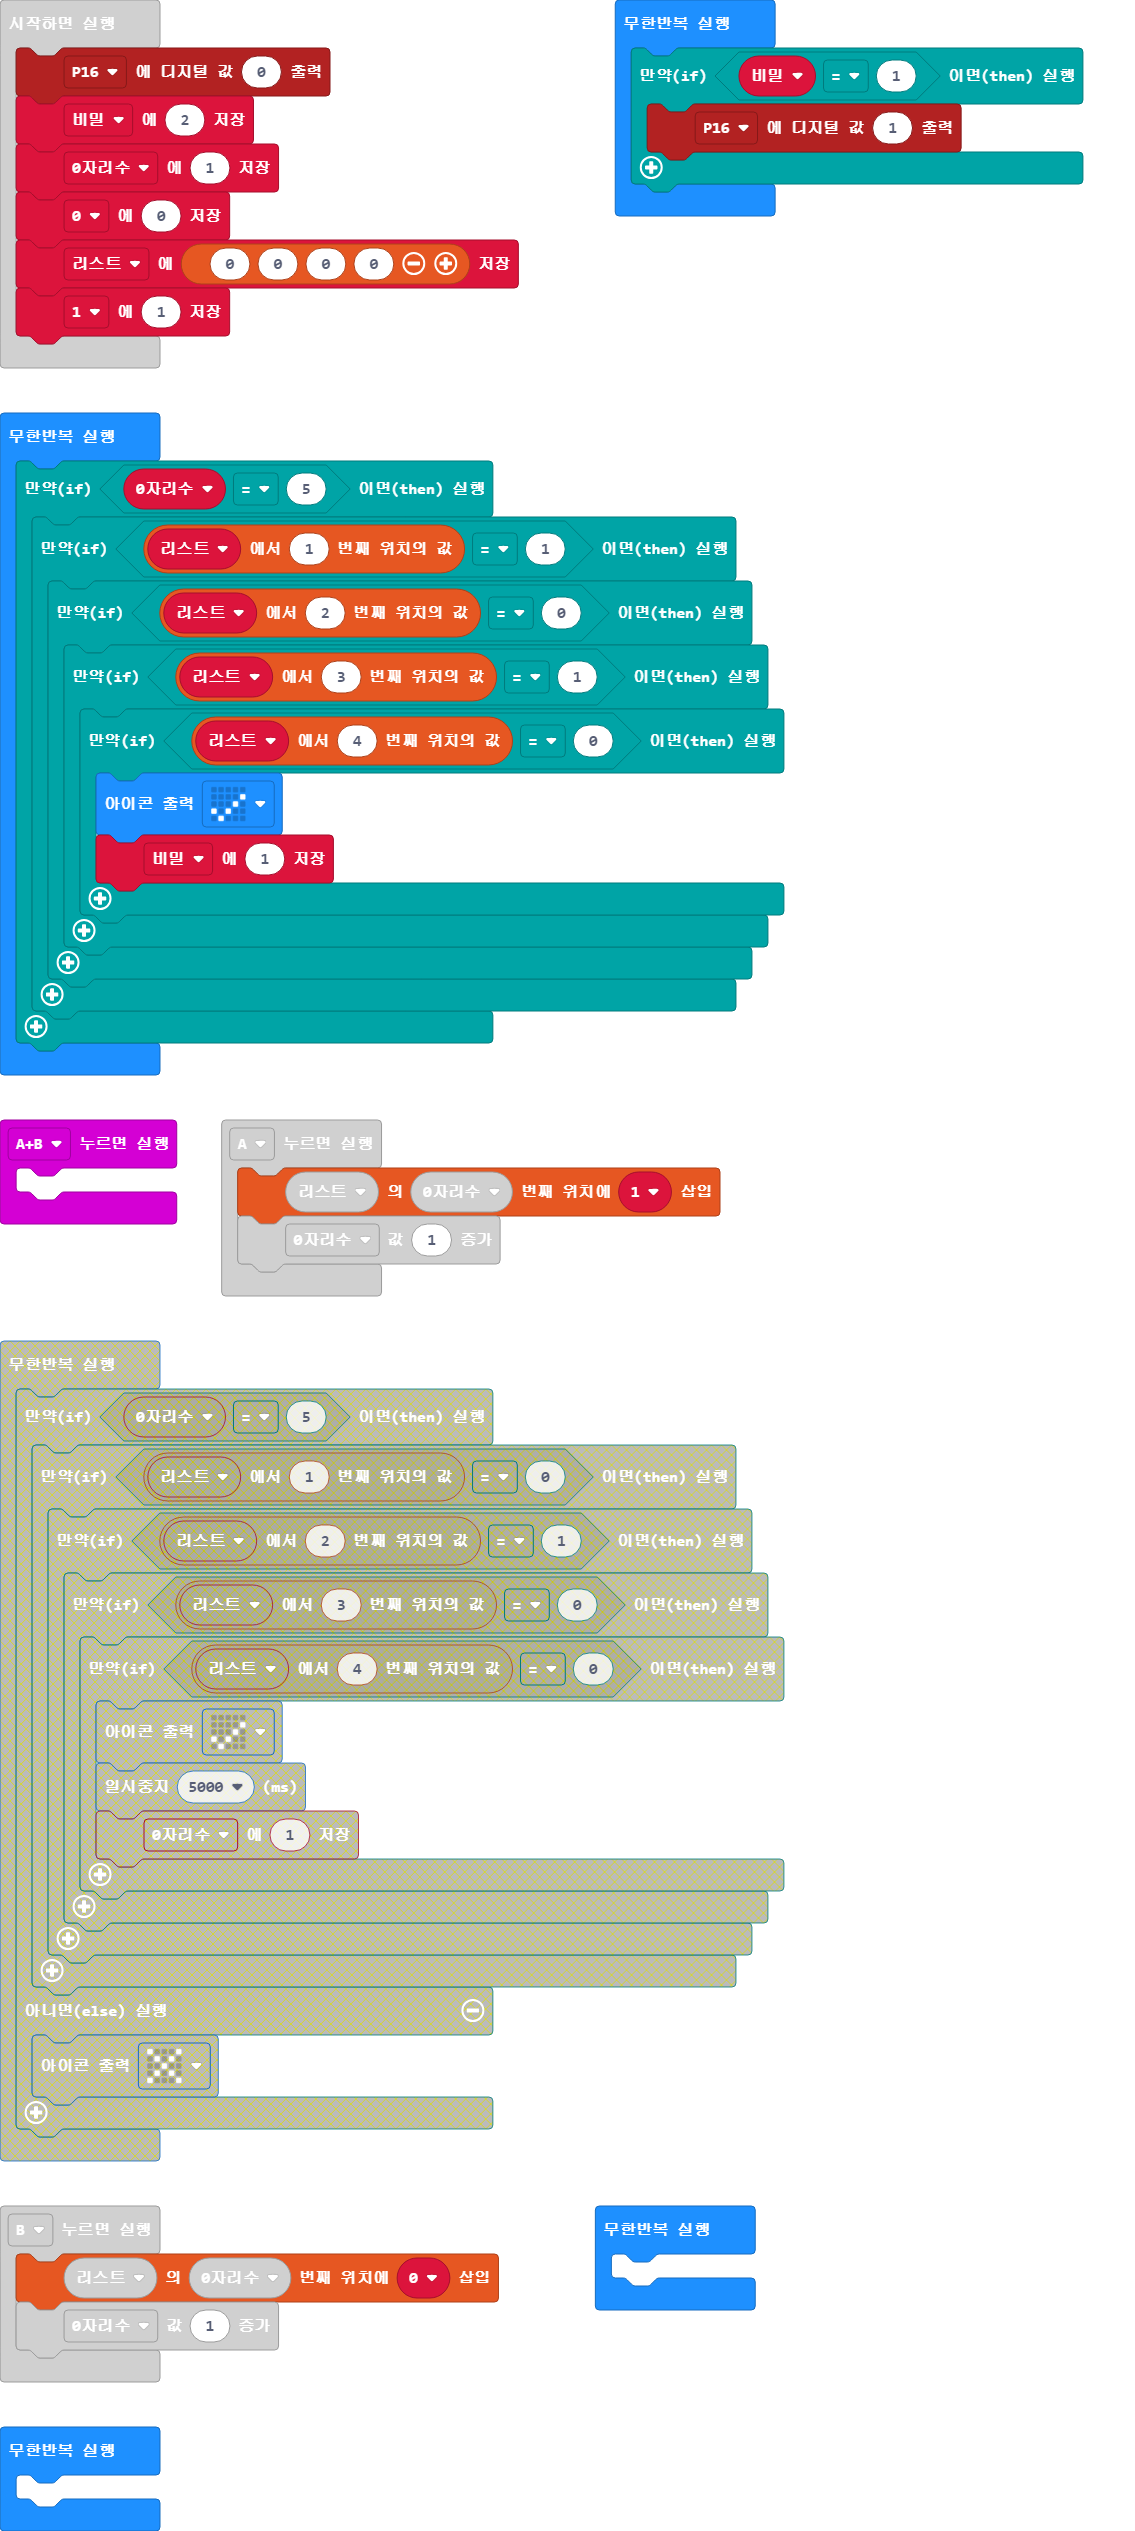 시작하면 실행
P16 에 디지털 값 0 출력
비밀 에 2 저장
0자리수 에 1 저장
0 에 0 저장
리스트 에 0 0 0 0 저장
1 에 1 저장
무한반복 실행
만약(if) 비밀 = 1 이면(then) 실행
P16 에 디지털 값 1 출력
무한반복 실행
만약(if) 0자리수 = 5 이면(then) 실행
만약(if) 리스트 에서 1 번째 위치의 값 = 1 이면(then) 실행
만약(if) 리스트 에서 2 번째 위치의 값 = 0 이면(then) 실행
만약(if) 리스트 에서 3 번째 위치의 값 = 1 이면(then) 실행
만약(if) 리스트 에서 4 번째 위치의 값 = 0 이면(then) 실행
아이콘 출력
비밀 에 1 저장
A+B 누르면 실행
A 누르면 실행
리스트 의 0자리수 번째 위치에 1 삽입
0자리수 값 1 증가
무한반복 실행
만약(if) 0자리수 = 5 이면(then) 실행
만약(if) 리스트 에서 1 번째 위치의 값 = 0 이면(then) 실행
만약(if) 리스트 에서 2 번째 위치의 값 = 1 이면(then) 실행
만약(if) 리스트 에서 3 번째 위치의 값 = 0 이면(then) 실행
만약(if) 리스트 에서 4 번째 위치의 값 = 0 이면(then) 실행
아이콘 출력
일시중지 5000 (ms)
0자리수 에 1 저장
아니면(else) 실행
아이콘 출력
B 누르면 실행
리스트 의 0자리수 번째 위치에 0 삽입
0자리수 값 1 증가
무한반복 실행
무한반복 실행